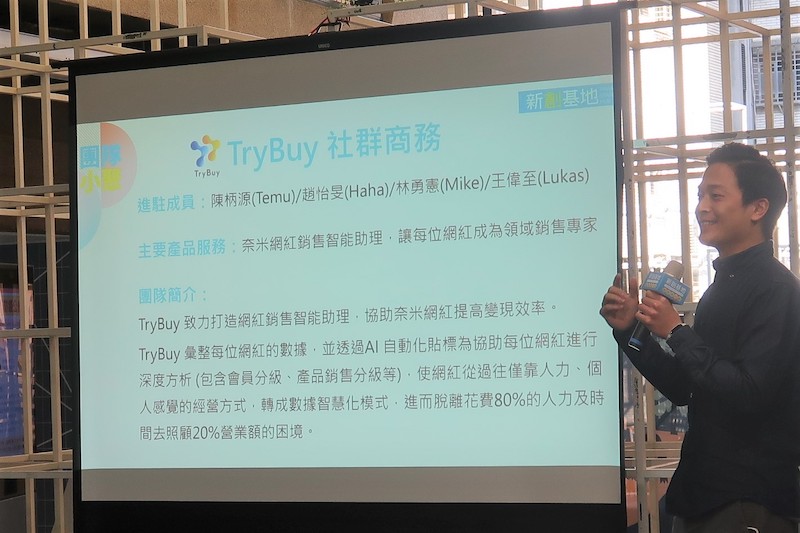 新創基地
團隊
小聚
TryBuy
TryBuy 社群商務
進駐成員：陳柄源(Temu)/趙怡旻(Haha)/林勇憲(Mike)/王偉至(Lukas)
主要產品服務：奈米網紅銷售智能助理，讓每位網紅成為領域銷售專家
團隊簡介：
TryBuy 致力打造網紅銷售智能助理，協助奈米網紅提高變現效率。
TryBuy 彙整每位網紅的數據，並透過AI 自動化貼標為協助每位網紅進行
深度方析 (包含會員分級、產品銷售分級等)，使網紅從過往僅靠人力、個
人感覺的經營方式，轉成數據智慧化模式，進而脫離花費80%的人力及時
間去照顧20%營業額的困境。